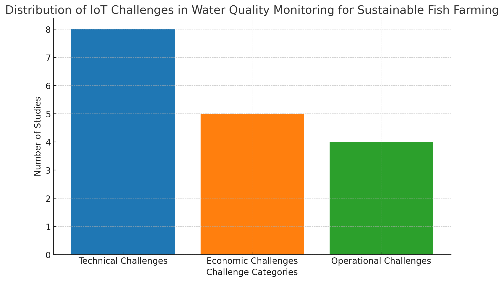 Distribution of IoT Challenges in Water Quality Monitoring for Sustainable Fish Farming
8
7
6
5
4
3
2
1
0
Number of Studies
Technical Challenges
Economic Challenges
Operational Challenges
Challenge Categories